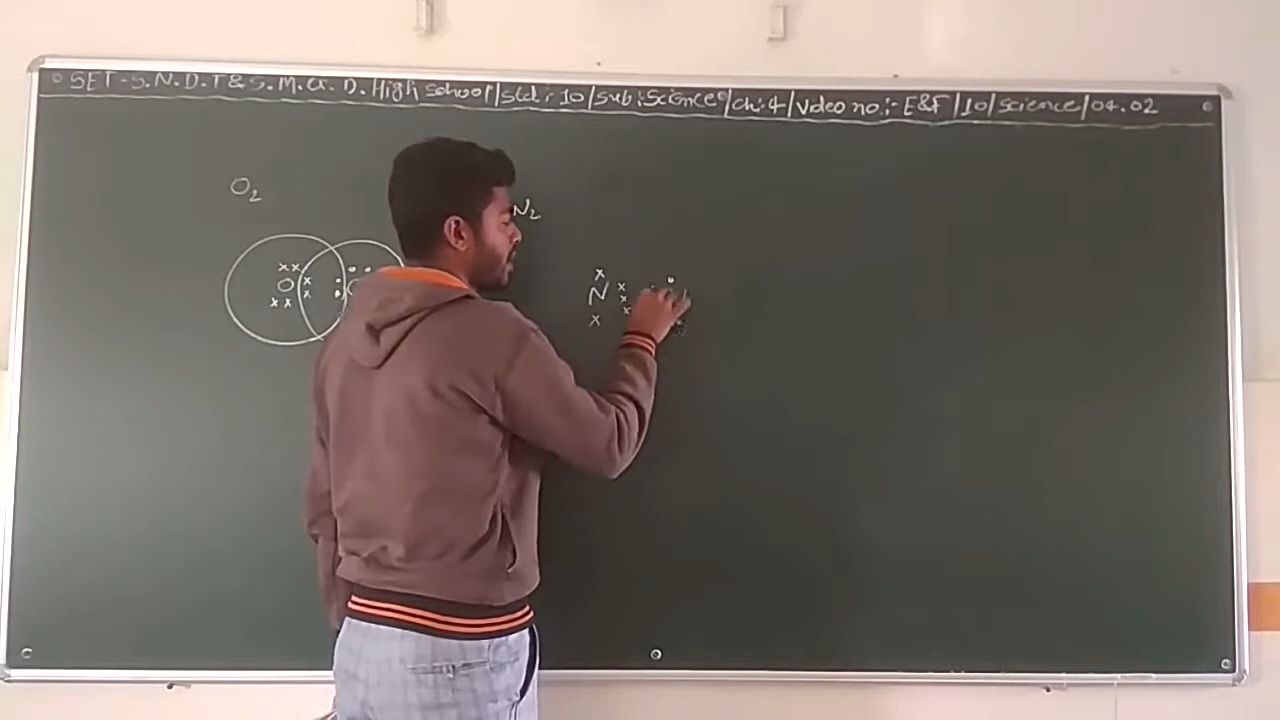 SET-S.N.D.T & S.M.G.D. High School/Std: 10/Sub: Science/Ch: 4/Video no.:- E&F/10/Science/04.02
O2
N2
x
xx
O x
N x
x
x
xx
x
x